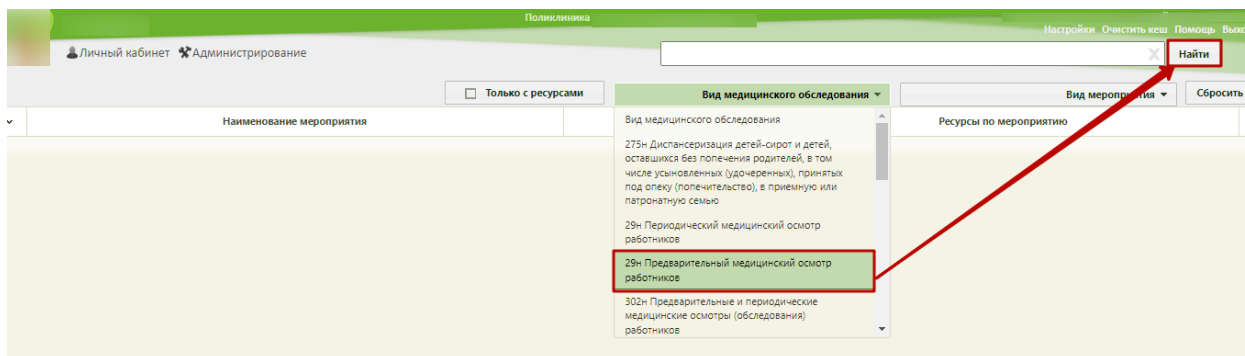 Поликлиника
Настройки Очистить кеш Помощь
Личный кабинет Администрирование
X Найти
Только с ресурсами Вид медицинского обследования Вид мероприятия Сбросить
Наименование мероприятия Ресурсы по мероприятию
Вид медицинского обследования
275н Диспансеризация детей-сирот и детей,
оставшихся без попечения родителей, в том
числе усыновленных (удочеренных), принятых
под опеку (попечительство), в приемную или
патронатную семью
29н Периодический медицинский осмотр
работников
29н Предварительный медицинский осмотр
работников
302н Предварительные и периодические
медицинские осмотры (обследования)
работников